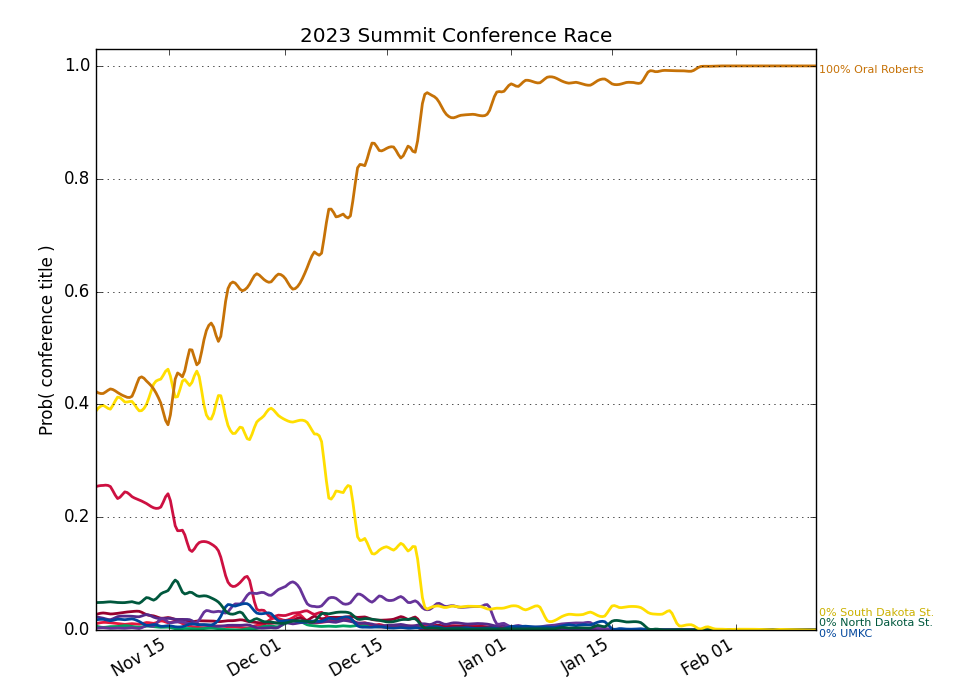 2023 Summit Conference Race
Prob( conference title )
1.0
0.8
0.6
0.4
0.2
0.0
Nov 15
Dec 01
Dec 15
Jan 01
Jan 15
Feb 01
100% Oral Roberts
0% South Dakota St.
0% North Dakota St.
0% UMKC